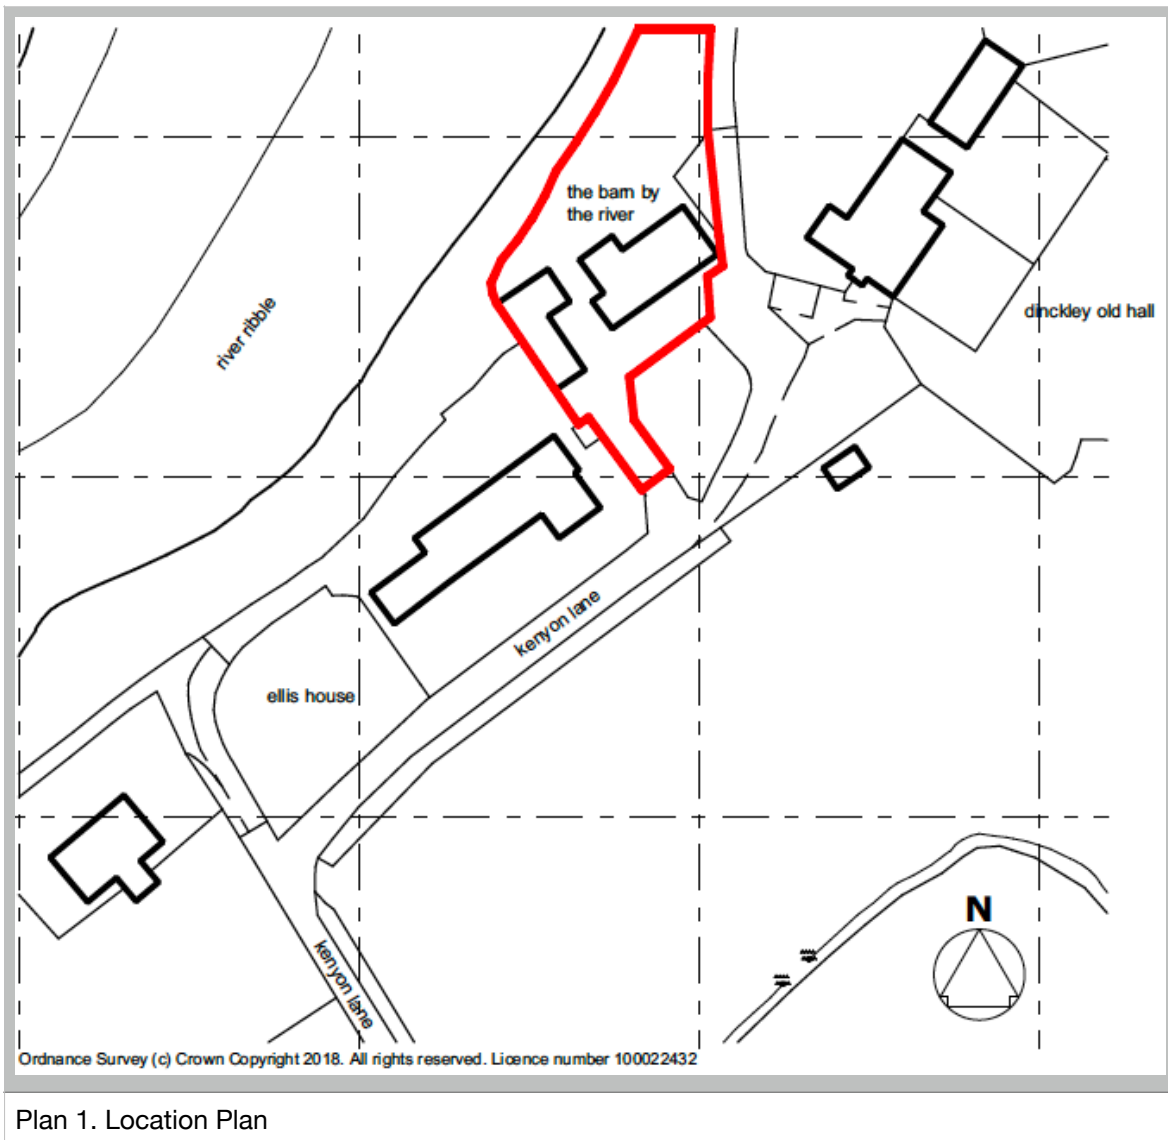 the barn by
the river
river ribble
dinckley old hall
kenyon lane
ellis house
N
kenyon lane
Ordnance Survey (c) Crown Copyright 2018. All rights reserved. Licence number 100022432
Plan 1. Location Plan